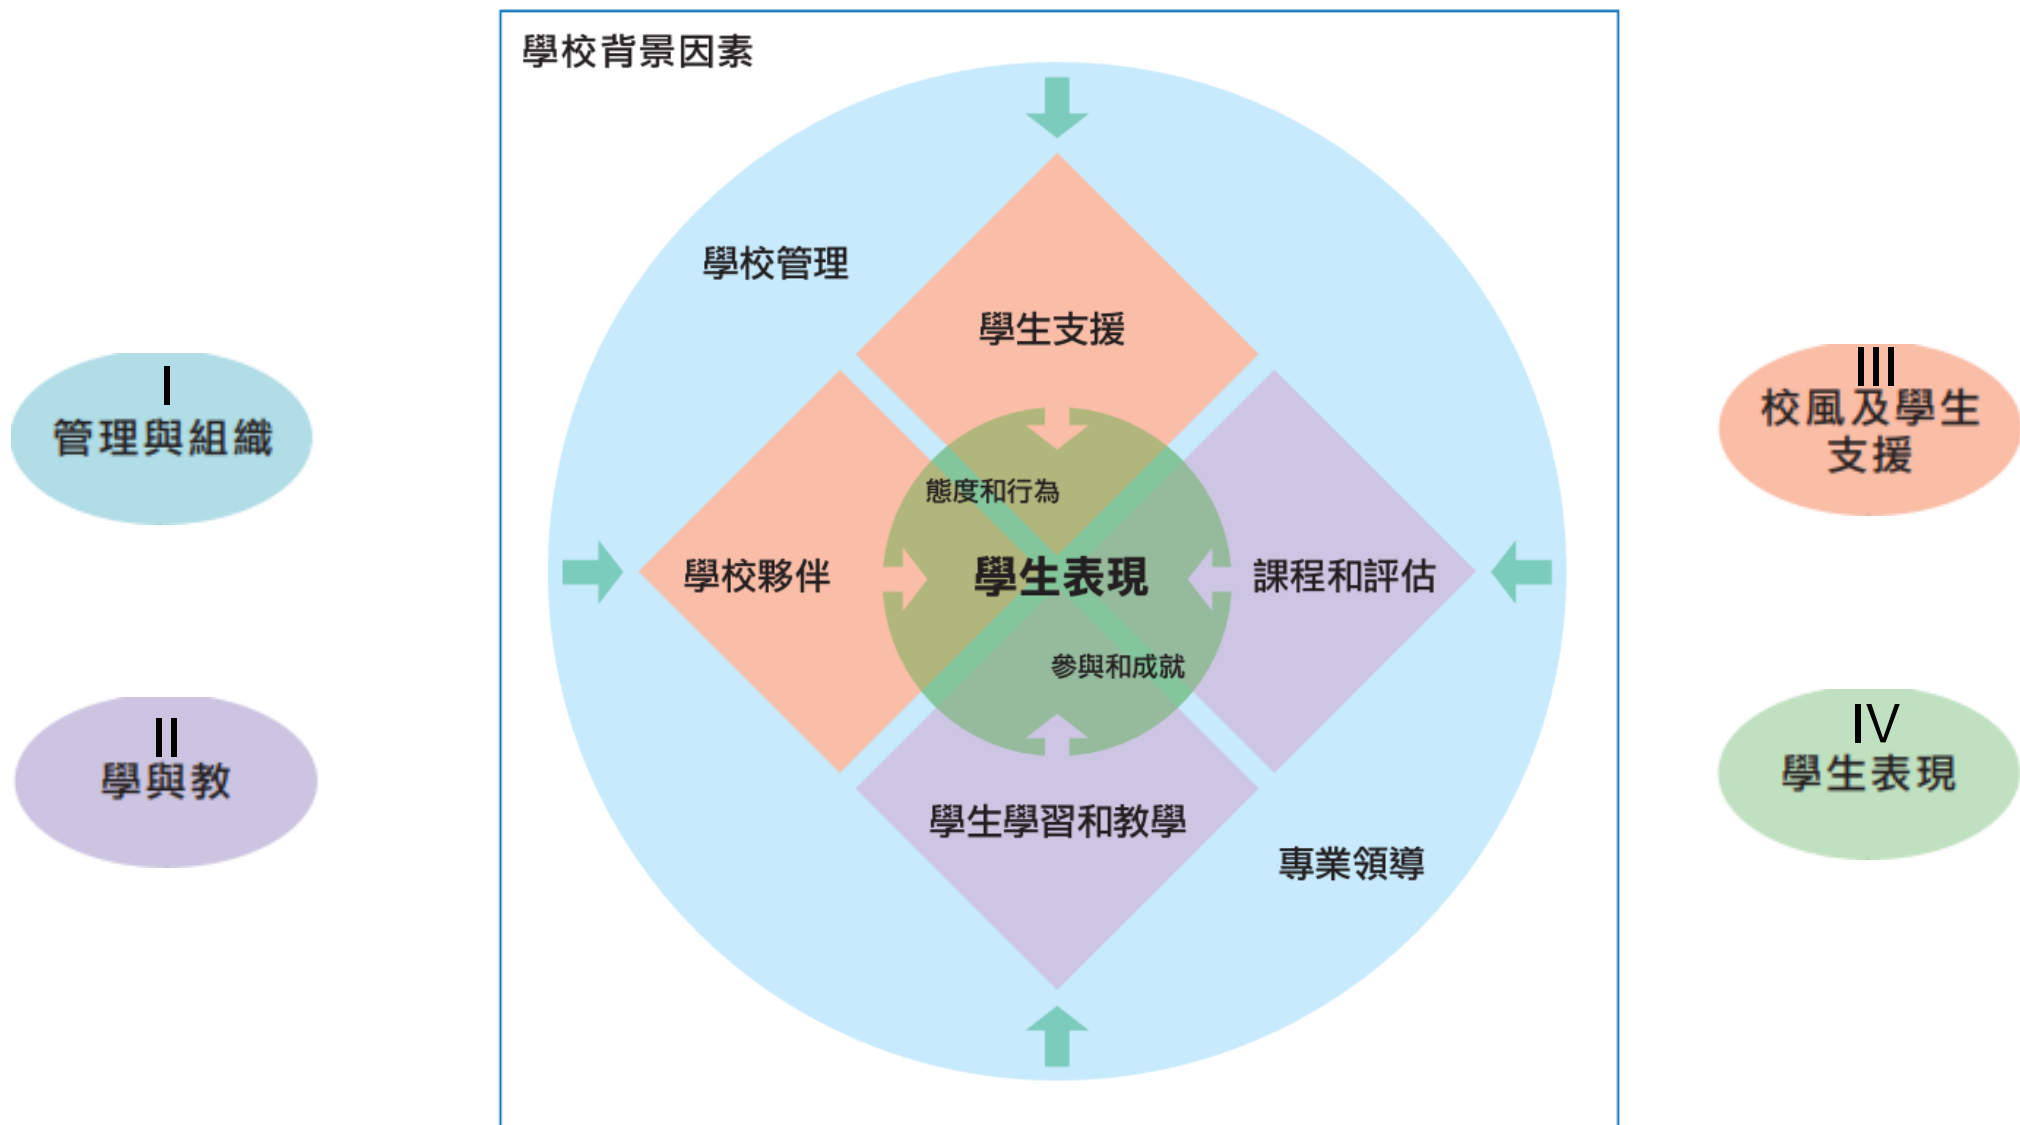 學校背景因素
學校管理
學生支援
I
管理與組織
III
校風及學生
支援
態度和行為
學校夥伴
學生表現
課程和評估
參與和成就
II
學與教
IV
學生表現
學生學習和教學
專業領導